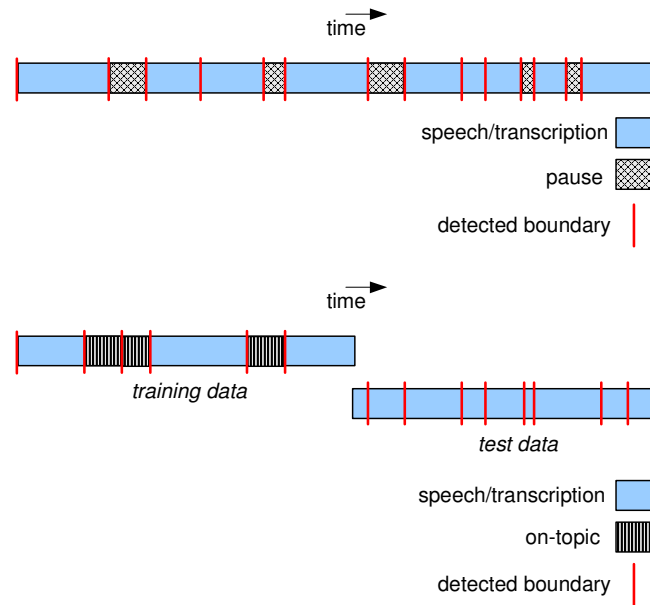 time
speech/transcription
pause
detected boundary
time
training data
test data
speech/transcription
on-topic
detected boundary